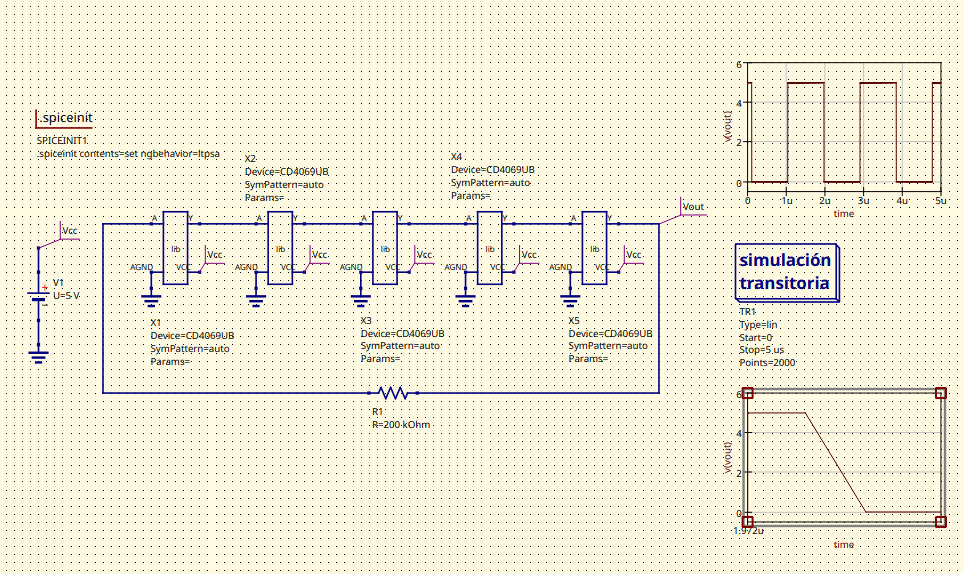 .spiceinit
SPICEINIT1
.spiceinit contents=set ngbehavior=ltpsa
Vcc
V1
U=5 V
X2
Device=CD4069UB
SymPattern=auto
Params=
X4
Device=CD4069UB
SymPattern=auto
Params=
A Y
lib
AGND VCC
Vcc
A Y
lib
AGND VCC
Vcc
A Y
lib
AGND VCC
Vcc
A Y
lib
AGND VCC
Vcc
A Y
lib
AGND VCC
Vcc
Vout
X1
Device=CD4069UB
SymPattern=auto
Params=
X3
Device=CD4069UB
SymPattern=auto
Params=
X5
Device=CD4069UB
SymPattern=auto
Params=
R1
R=200 kOhm
6
4
2
0
v(vout)
0 1u 2u 3u 4u 5u
time
simulación
transitoria
TR1
Type=lin
Start=0
Stop=5 us
Points=2000
6
4
2
0
v(vout)
1.972u
time